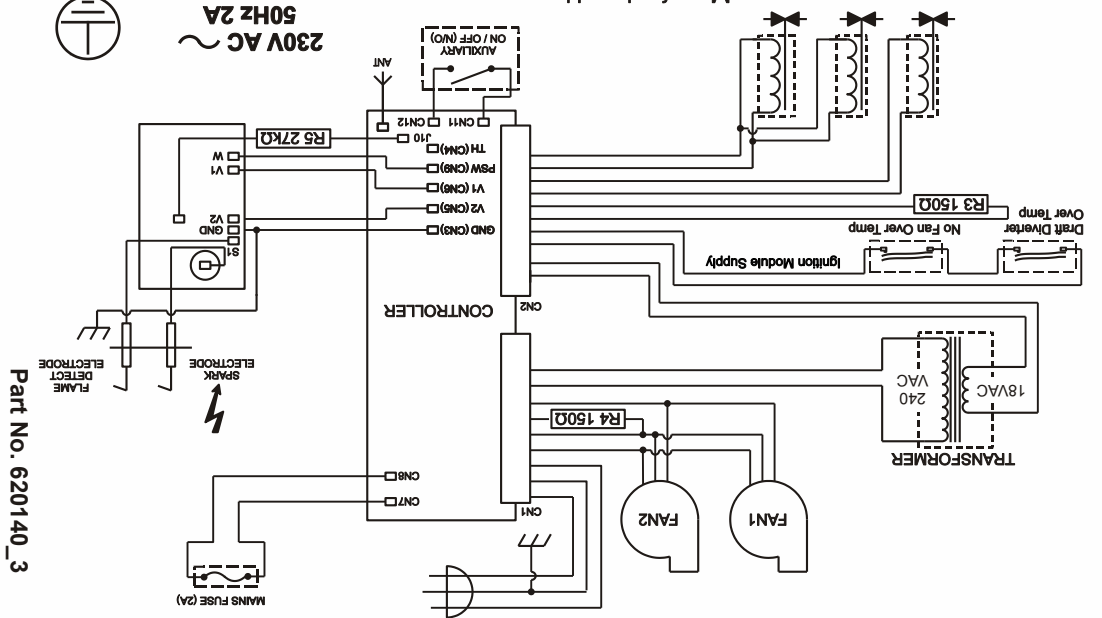 MAINS FUSE (2A)
FAN1
FAN2
CN1
CN7
CN8
TRANSFORMER
18VAC
240
VAC
R4 150Ω
SPARK
ELECTRODE
FLAME
DETECT
ELECTRODE
CN2
CONTROLLER
Ignition Module Supply
Draft Diverter
Over Temp
No Fan Over Temp
R3 150Ω
S1
GND (CN3)
GND
V2 (CN5)
V2
V1 (CN6)
V1
PSW (CN9)
W
TH (CN4)
J10
R5 27kΩ
CN11
CN12
ANT
AUXILIARY
ON / OFF (N/O)
230V AC ~
50Hz 2A
Part No. 620140_3